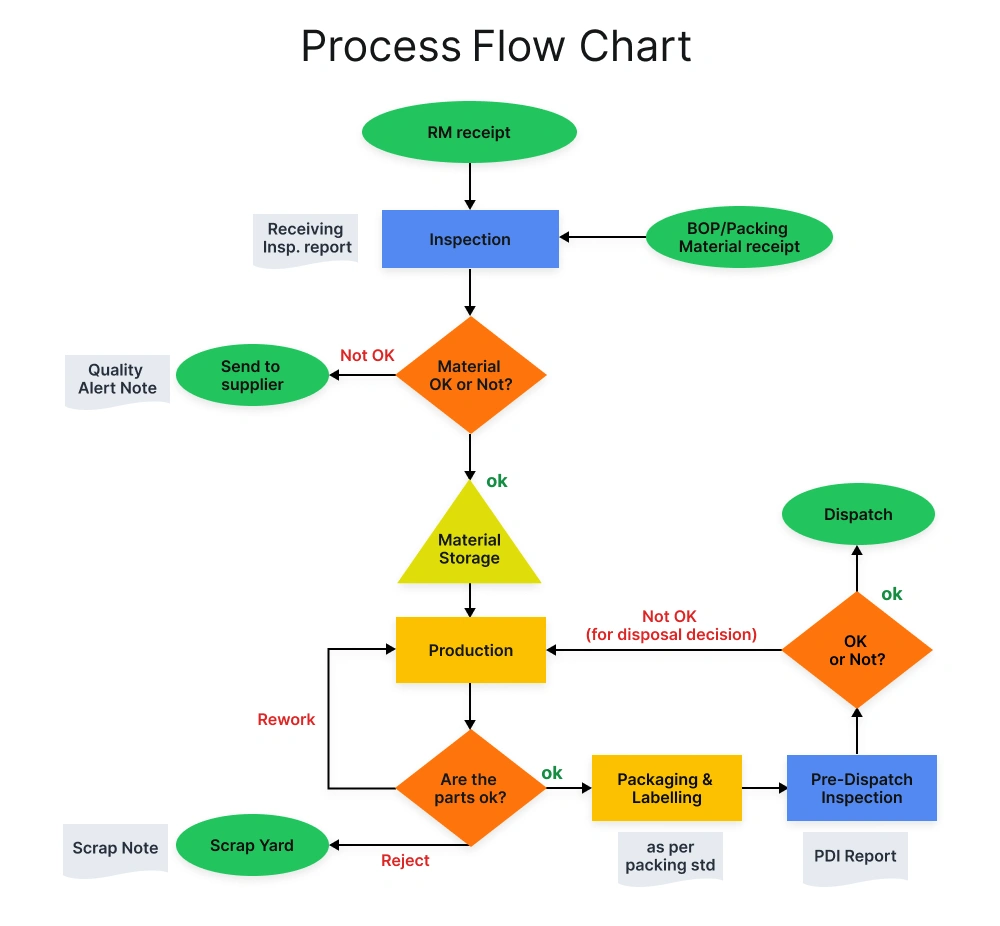 Process Flow Chart
RM receipt
Receiving
Insp. report
Inspection
BOP/Packing
Material receipt
Quality
Alert Note
Send to
supplier
Not OK
Material
OK or Not?
ok
Material
Storage
Dispatch
ok
Not OK
(for disposal decision)
Production
OK
or Not?
Rework
Are the
parts ok?
ok
Packaging &
Labelling
Pre-Dispatch
Inspection
Scrap Note
Scrap Yard
Reject
as per
packing std
PDI Report